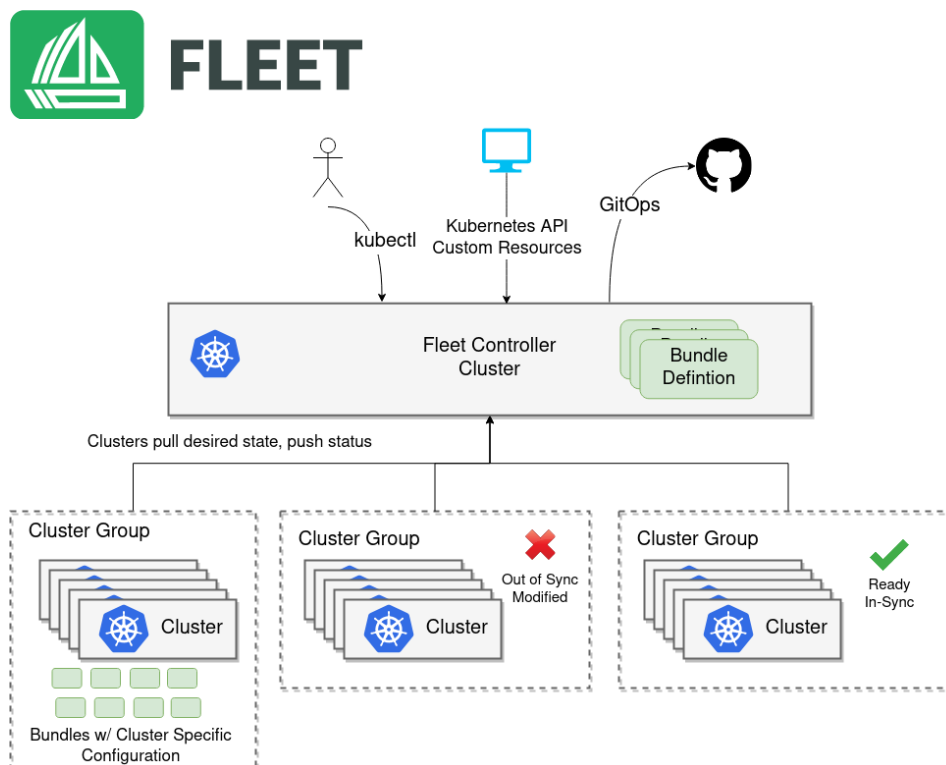 FLEET
kubectl
Kubernetes API
Custom Resources
GitOps
Fleet Controller
Cluster
Bundle
Defintion
Clusters pull desired state, push status
Cluster Group
Cluster
Bundles w/ Cluster Specific
Configuration
Cluster Group
Out of Sync
Modified
Cluster
Cluster Group
Ready
In-Sync
Cluster